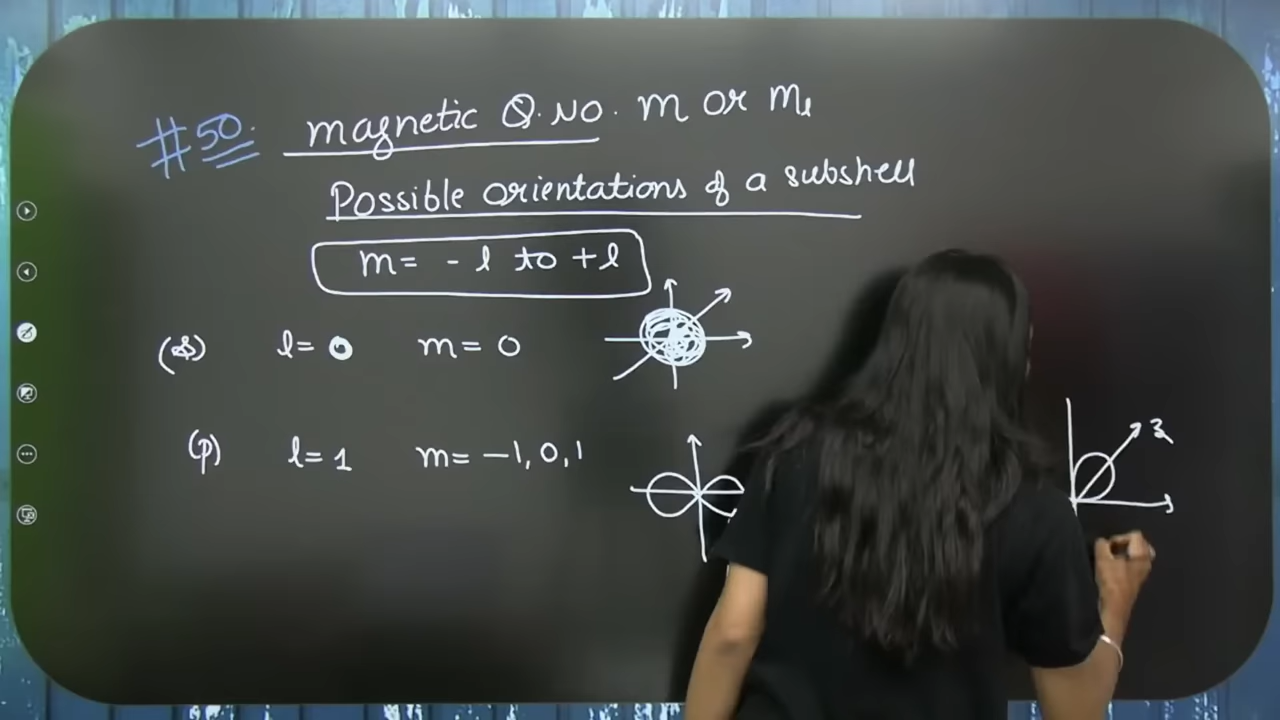 #50. magnetic Q.No. m or ml
Possible orientations of a subshell
m= -l to +l
(s) l= 0 m= 0
(p) l= 1 m= -1, 0, 1
z